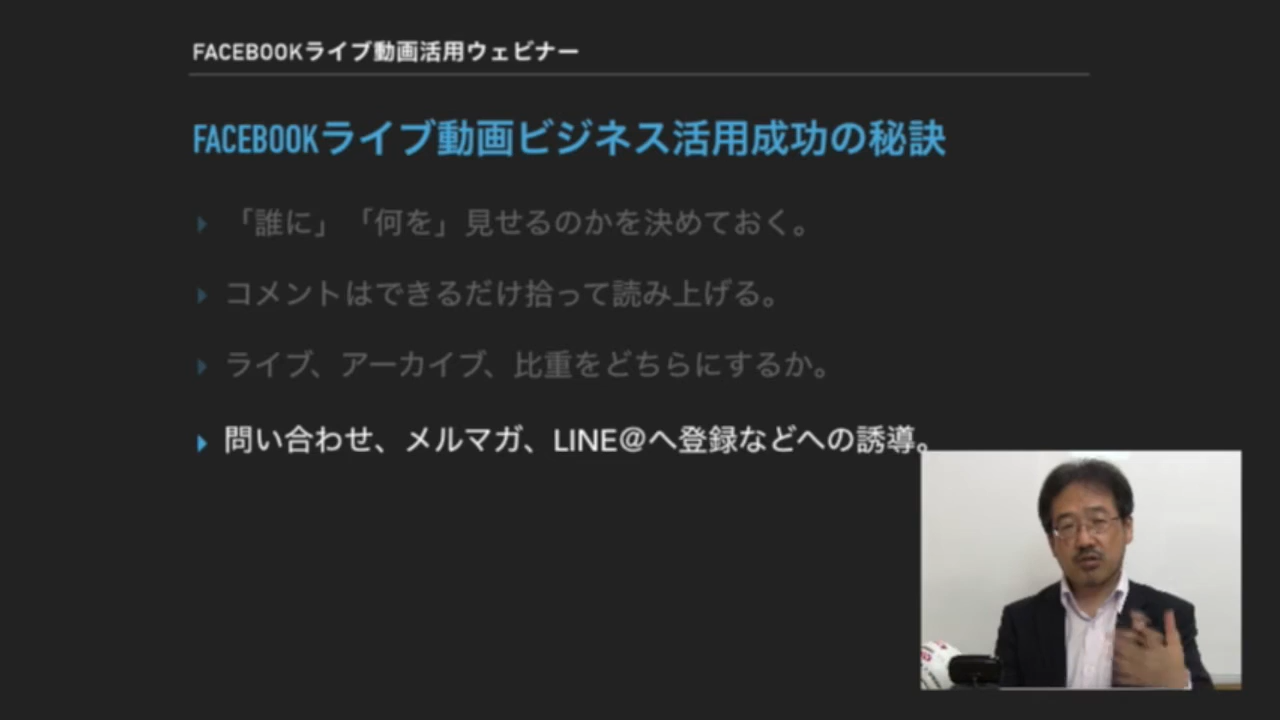 FACEBOOKライブ動画活用ウェビナー
FACEBOOKライブ動画ビジネス活用成功の秘訣
「誰に」「何を」見せるのかを決めておく。
コメントはできるだけ拾って読み上げる。
ライブ、アーカイブ、比重をどちらにするか。
問い合わせ、メルマガ、LINE@へ登録などへの誘導。